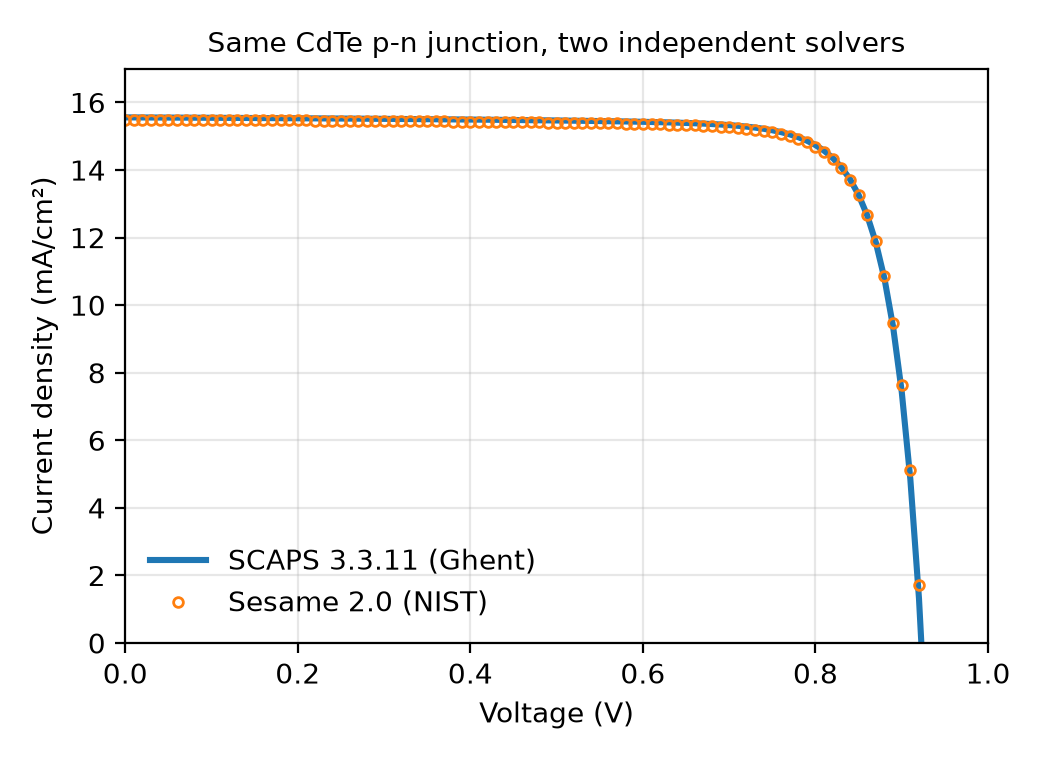 Same CdTe p-n junction, two independent solvers
Current density (mA/cm²)
16
14
12
10
8
6
4
2
0
SCAPS 3.3.11 (Ghent)
Sesame 2.0 (NIST)
0.0 0.2 0.4 0.6 0.8 1.0
Voltage (V)